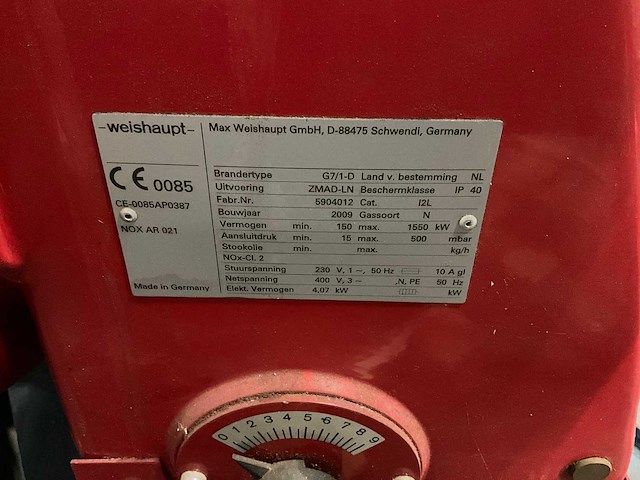 -weishaupt-
Max Weishaupt GmbH, D-88475 Schwendi, Germany
CE 0085
CE-0085AP0387
NOX AR 021
Made in Germany
Brandertype G7/1-D Land v. bestemming NL
Uitvoering ZMAD-LN Beschermklasse IP 40
Fabr.Nr. 5904012 Cat. I2L
Bouwjaar 2009 Gassoort N
Vermogen min. 150 max. 1550 kW
Aansluitdruk min. 15 max. 500 mbar
Stookolie min. max. kg/h
NOx-Cl. 2
Stuurspanning 230 V, 1~, 50 Hz 10 A gl
Netspanning 400 V, 3~ ,N, PE 50 Hz
Elekt. Vermogen 4,07 kW kW
0 1 2 3 4 5 6 7 8 9